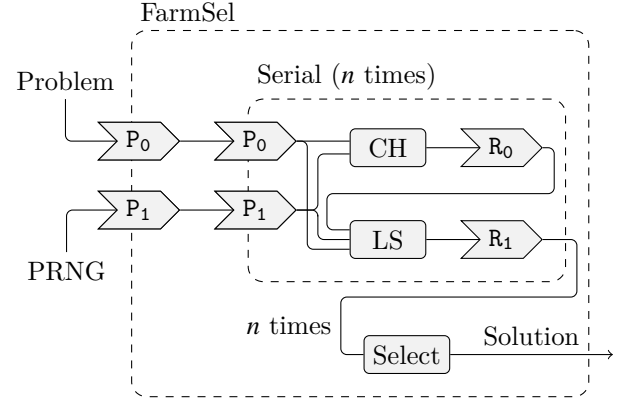 FarmSel
Problem
Serial (n times)
P0
P0
CH
R0
P1
P1
LS
R1
PRNG
n times
Select
Solution